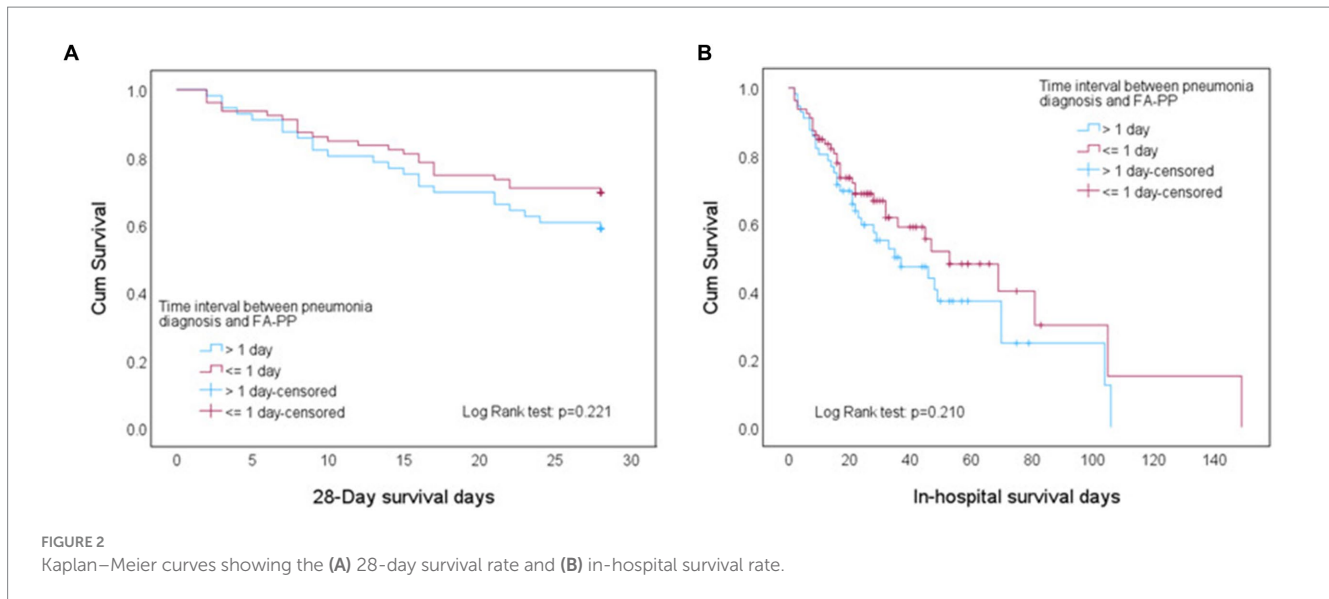 A
Cum Survival
1.0
0.8
0.6
0.4
0.2
0.0
Time interval between pneumonia
diagnosis and FA-PP
> 1 day
<= 1 day
> 1 day-censored
<= 1 day-censored
Log Rank test: p=0.221
0 5 10 15 20 25 30
28-Day survival days
B
Cum Survival
1.0
0.8
0.6
0.4
0.2
0.0
Time interval between pneumonia
diagnosis and FA-PP
> 1 day
<= 1 day
> 1 day-censored
<= 1 day-censored
Log Rank test: p=0.210
0 20 40 60 80 100 120 140
In-hospital survival days
FIGURE 2
Kaplan–Meier curves showing the (A) 28-day survival rate and (B) in-hospital survival rate.